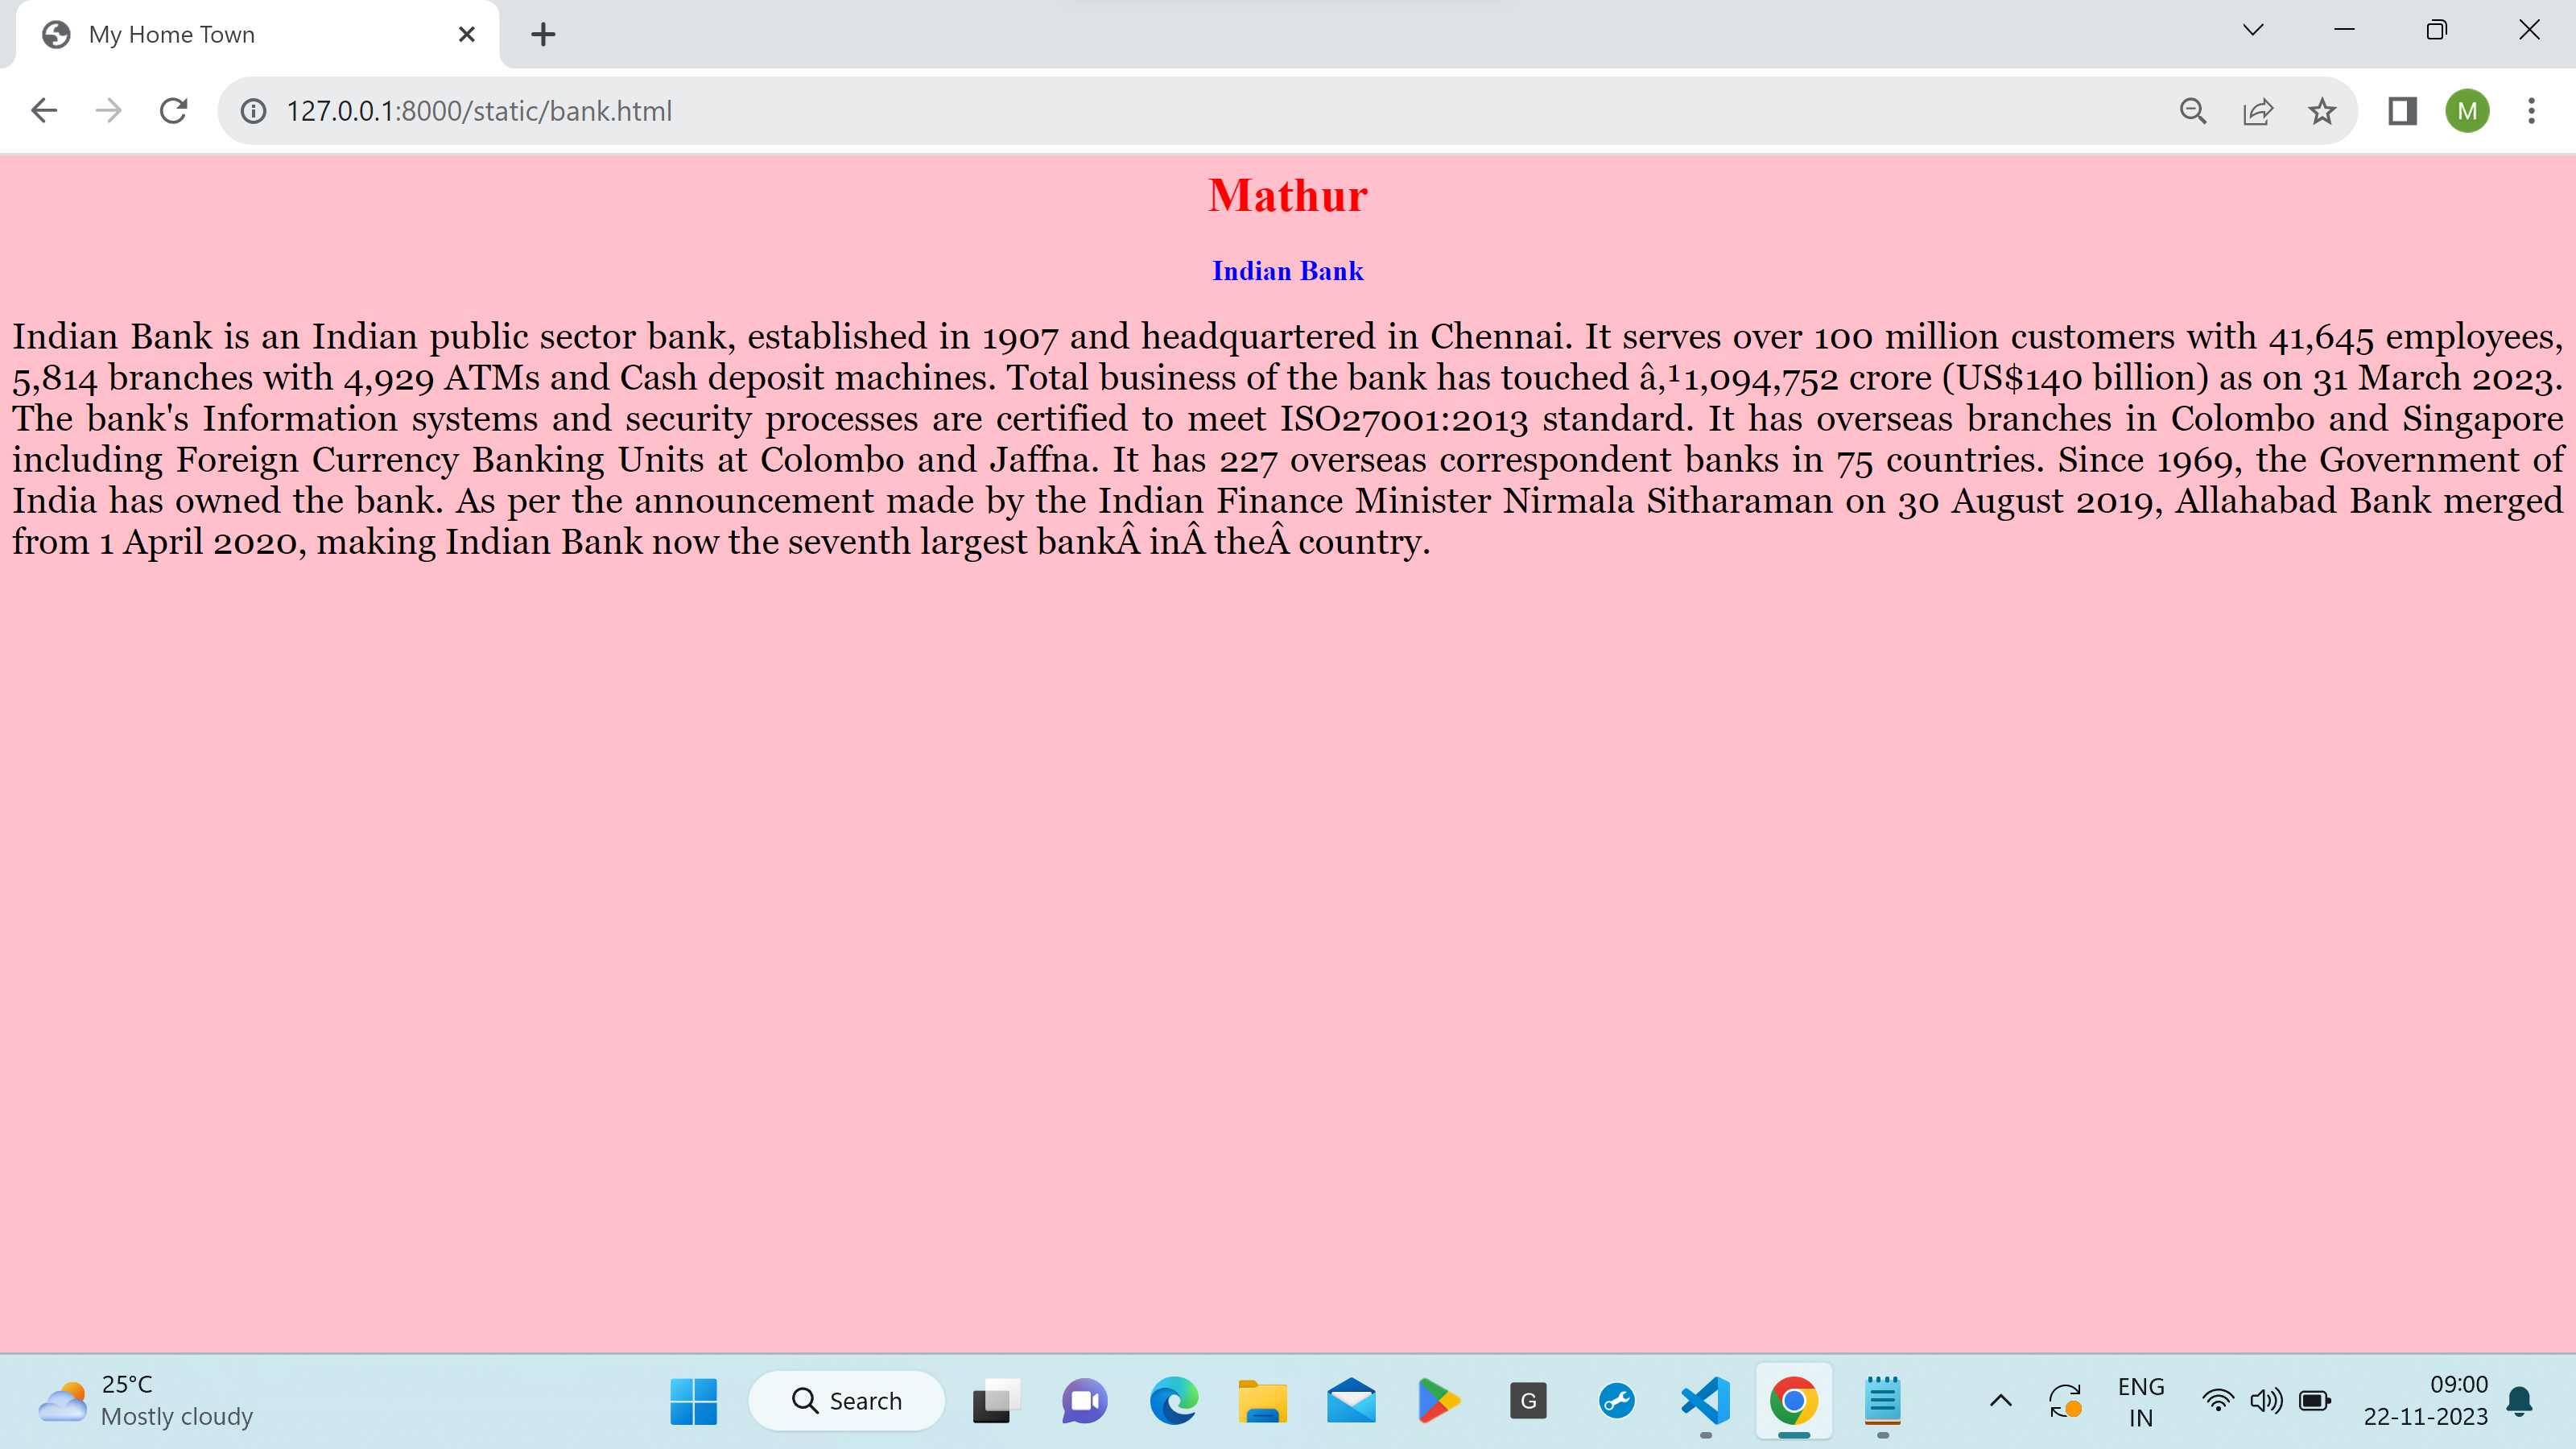 My Home Town
127.0.0.1:8000/static/bank.html
M
Mathur
Indian Bank
Indian Bank is an Indian public sector bank, established in 1907 and headquartered in Chennai. It serves over 100 million customers with 41,645 employees,
5,814 branches with 4,929 ATMs and Cash deposit machines. Total business of the bank has touched â‚¹1,094,752 crore (US$140 billion) as on 31 March 2023.
The bank's Information systems and security processes are certified to meet ISO27001:2013 standard. It has overseas branches in Colombo and Singapore
including Foreign Currency Banking Units at Colombo and Jaffna. It has 227 overseas correspondent banks in 75 countries. Since 1969, the Government of
India has owned the bank. As per the announcement made by the Indian Finance Minister Nirmala Sitharaman on 30 August 2019, Allahabad Bank merged
from 1 April 2020, making Indian Bank now the seventh largest bankÂ inÂ theÂ country.
25°C
Mostly cloudy
Search
G
ENG
IN
09:00
22-11-2023